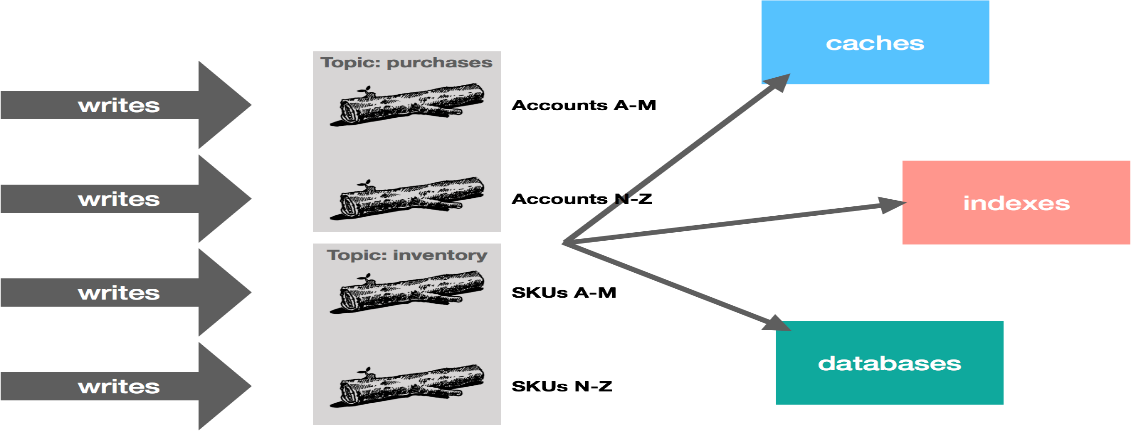 writes
writes
writes
writes
Topic: purchases
Accounts A-M
Accounts N-Z
Topic: inventory
SKUs A-M
SKUs N-Z
caches
indexes
databases